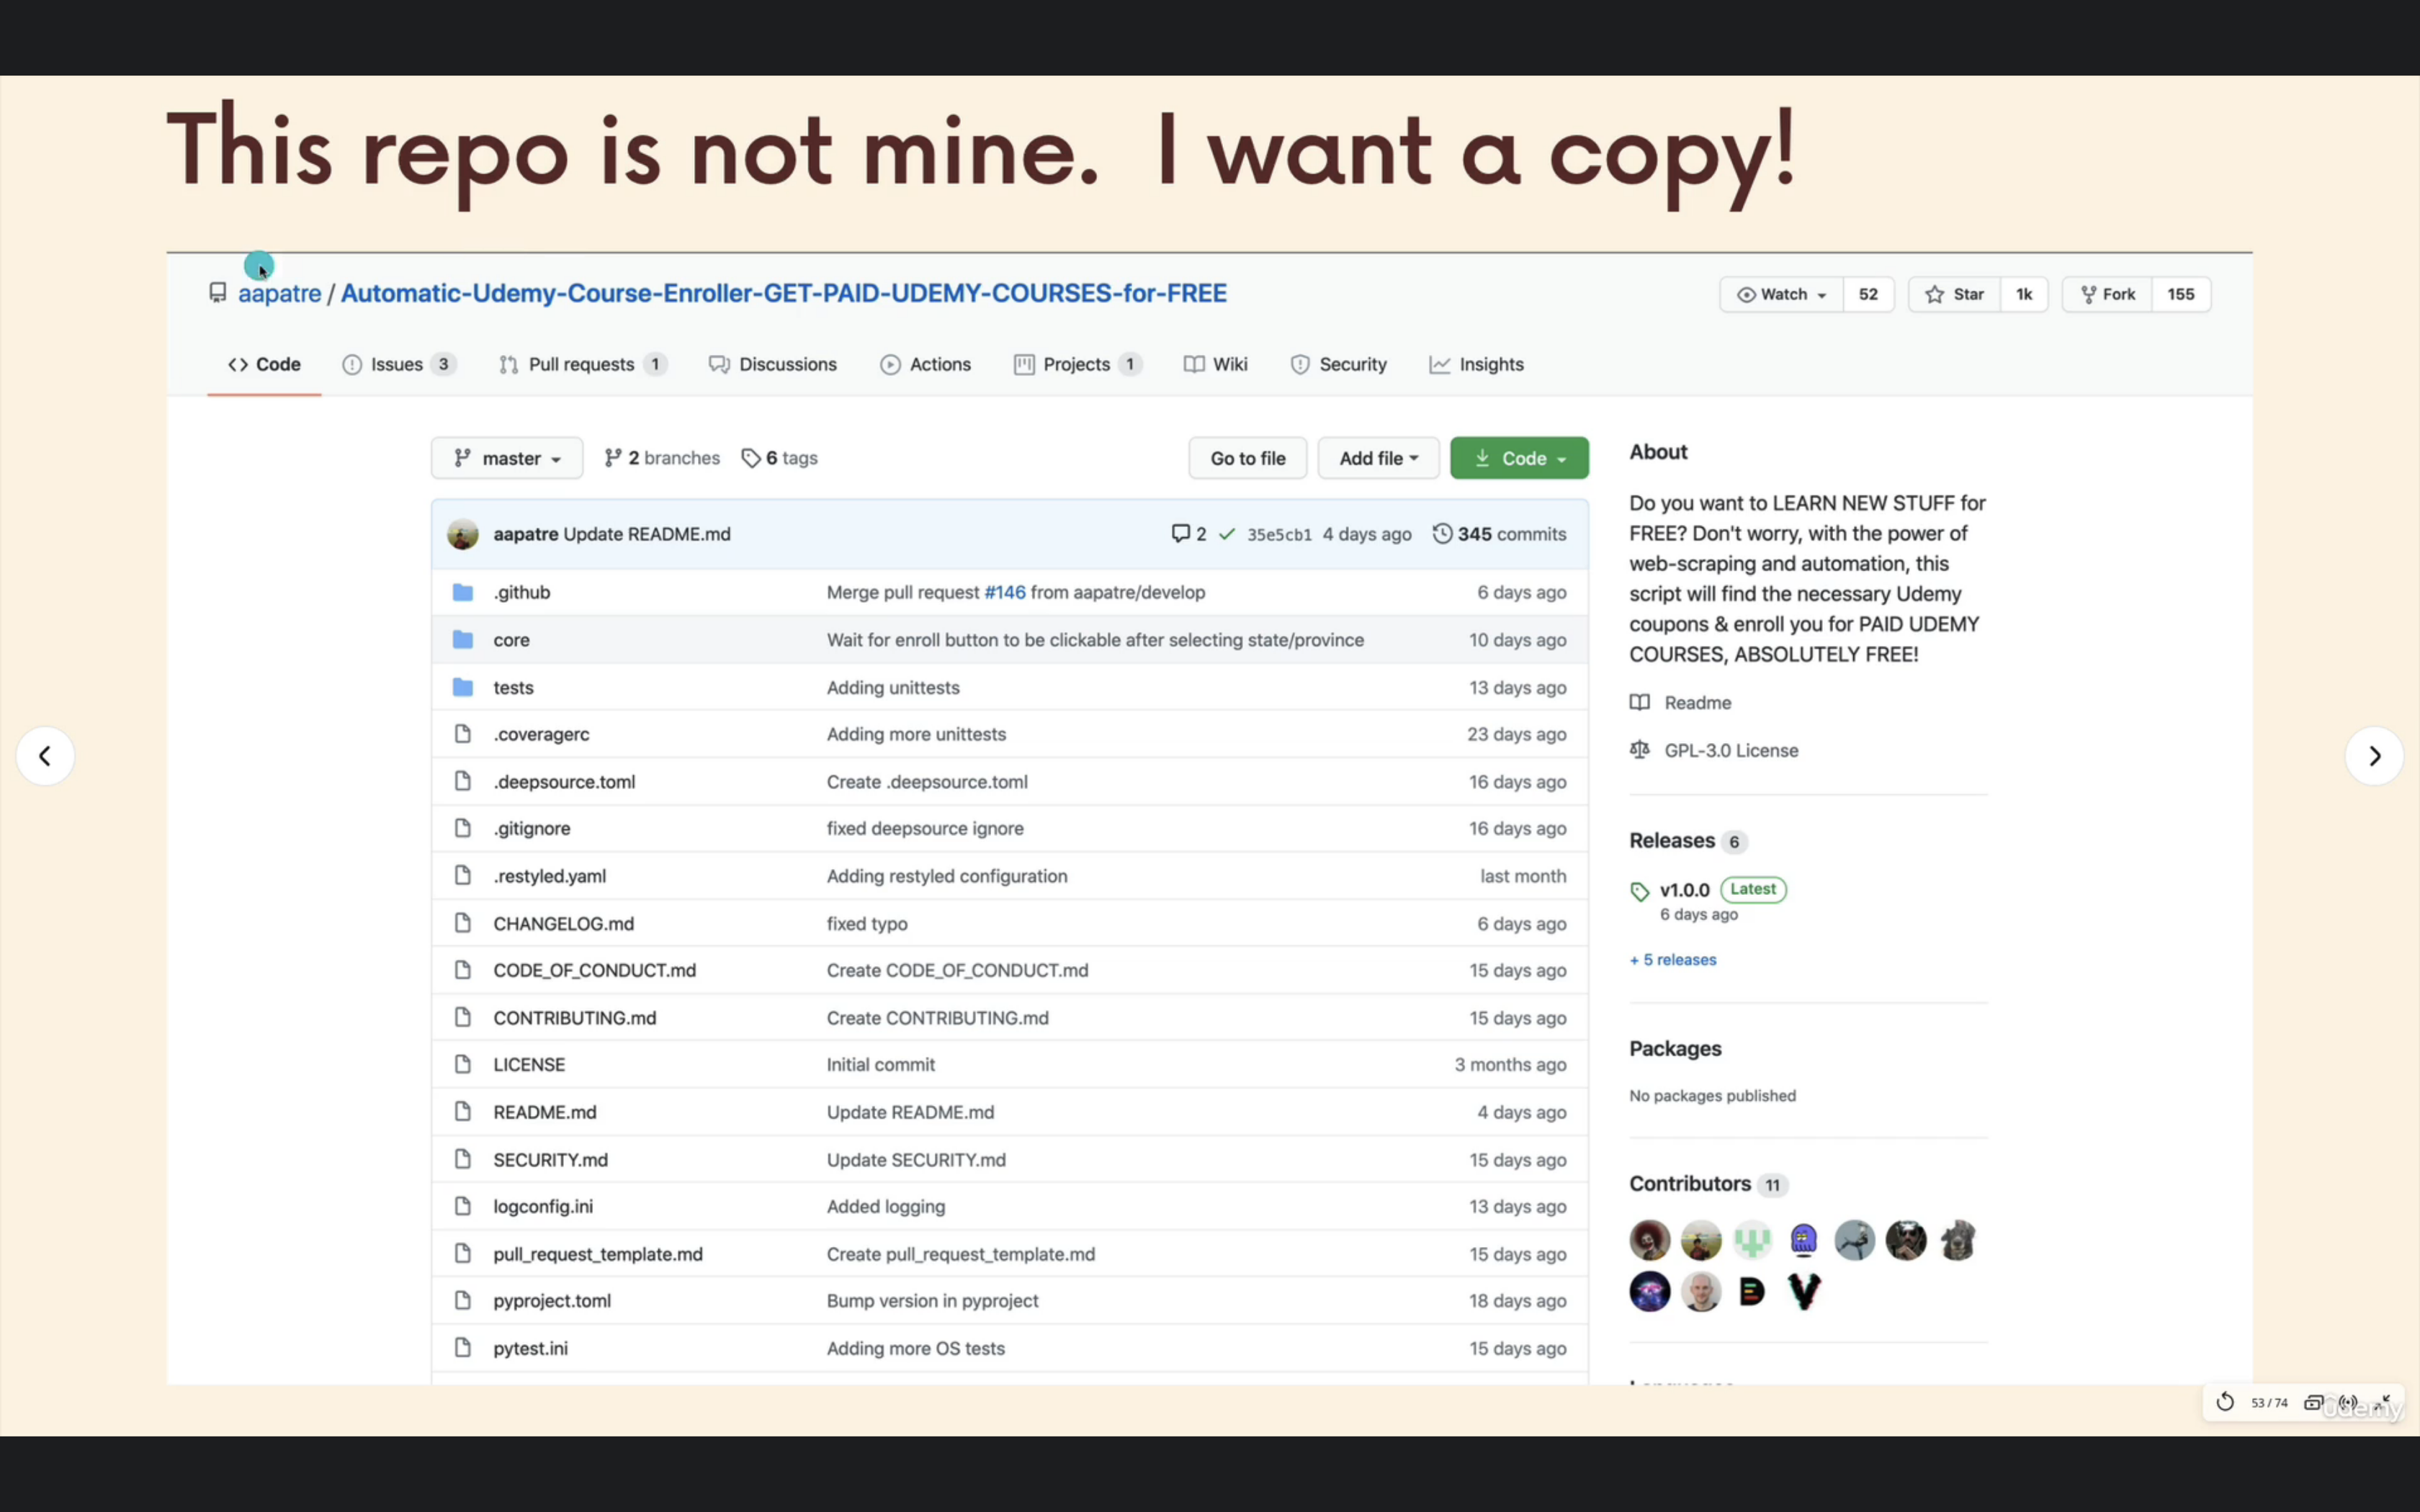 This repo is not mine. I want a copy!
aapatre / Automatic-Udemy-Course-Enroller-GET-PAID-UDEMY-COURSES-for-FREE
Watch 52 Star 1k Fork 155
Code Issues 3 Pull requests 1 Discussions Actions Projects 1 Wiki Security Insights
master 2 branches 6 tags Go to file Add file Code
aapatre Update README.md 2 35e5cb1 4 days ago 345 commits
.github Merge pull request #146 from aapatre/develop 6 days ago
core Wait for enroll button to be clickable after selecting state/province 10 days ago
tests Adding unittests 13 days ago
.coveragerc Adding more unittests 23 days ago
.deepsource.toml Create .deepsource.toml 16 days ago
.gitignore fixed deepsource ignore 16 days ago
.restyled.yaml Adding restyled configuration last month
CHANGELOG.md fixed typo 6 days ago
CODE_OF_CONDUCT.md Create CODE_OF_CONDUCT.md 15 days ago
CONTRIBUTING.md Create CONTRIBUTING.md 15 days ago
LICENSE Initial commit 3 months ago
README.md Update README.md 4 days ago
SECURITY.md Update SECURITY.md 15 days ago
logconfig.ini Added logging 13 days ago
pull_request_template.md Create pull_request_template.md 15 days ago
pyproject.toml Bump version in pyproject 18 days ago
pytest.ini Adding more OS tests 15 days ago
About
Do you want to LEARN NEW STUFF for
FREE? Don't worry, with the power of
web-scraping and automation, this
script will find the necessary Udemy
coupons & enroll you for PAID UDEMY
COURSES, ABSOLUTELY FREE!
Readme
GPL-3.0 License
Releases 6
v1.0.0 Latest
6 days ago
+ 5 releases
Packages
No packages published
Contributors 11
53 / 74
Udemy